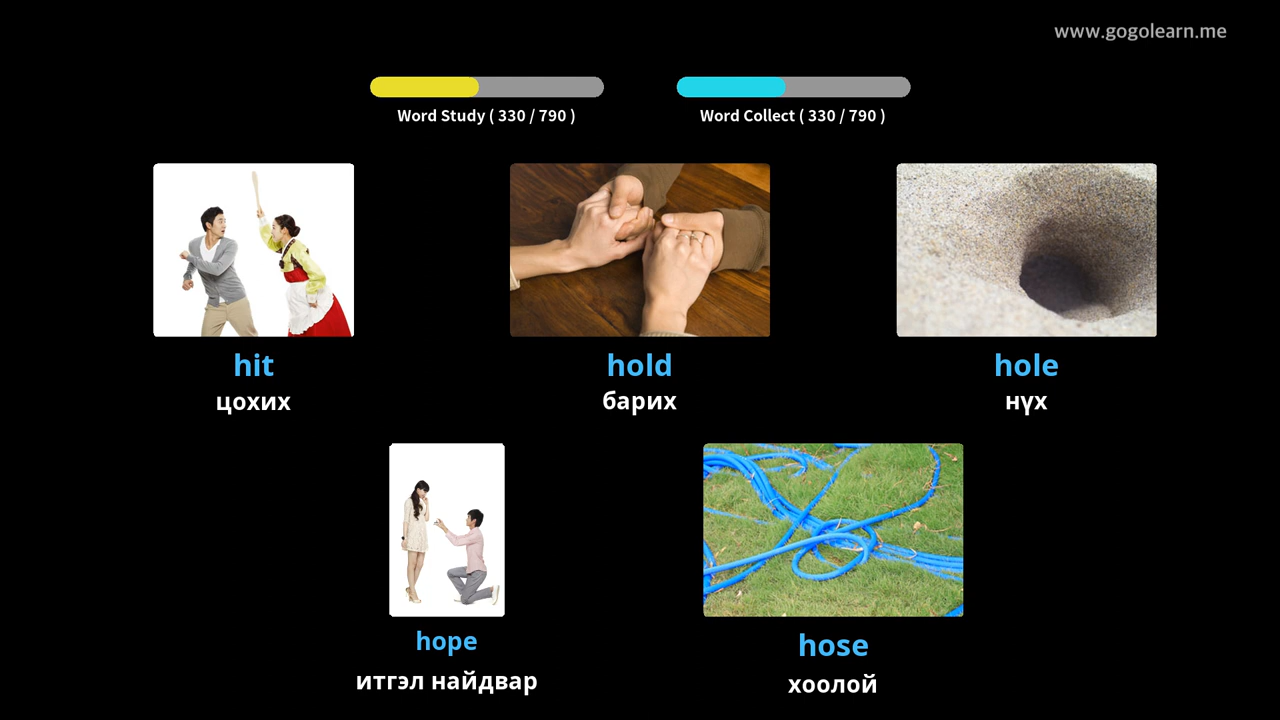 www.gogolearn.me
Word Study ( 330 / 790 )
Word Collect ( 330 / 790 )
hit
цохих
hold
барих
hole
нүх
hope
итгэл найдвар
hose
хоолой